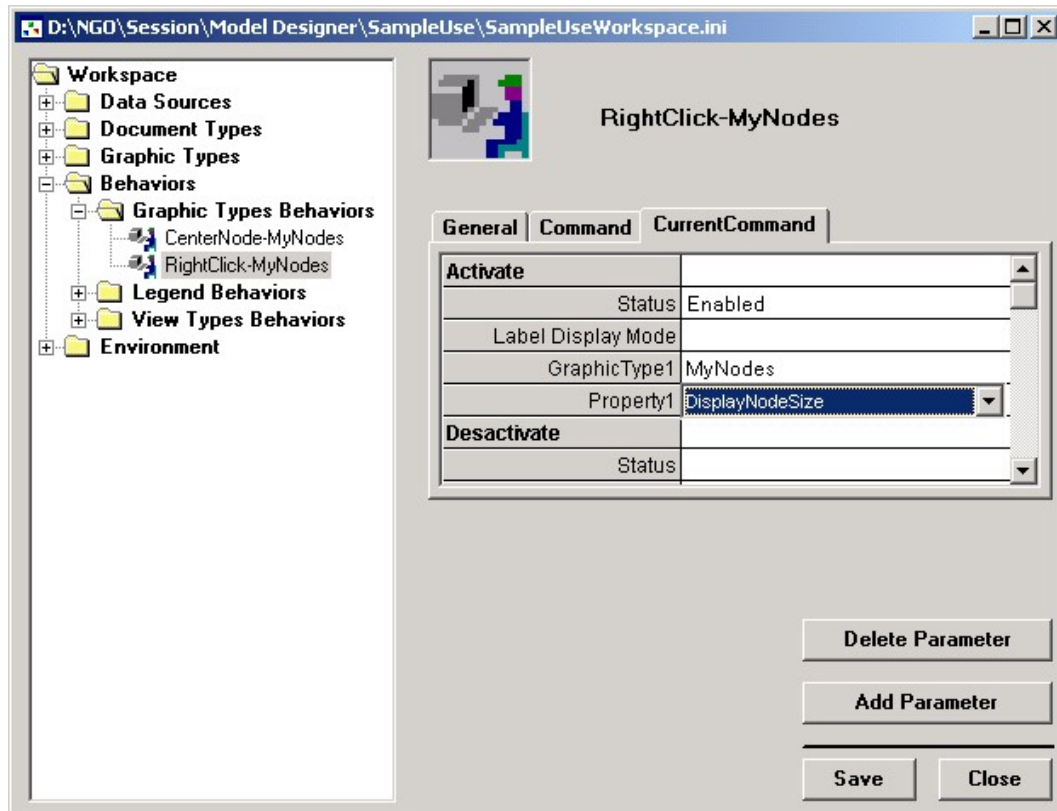 D:\NGO\Session\Model Designer\SampleUse\SampleUseWorkspace.ini
Workspace
Data Sources
Document Types
Graphic Types
Behaviors
Graphic Types Behaviors
CenterNode-MyNodes
RightClick-MyNodes
Legend Behaviors
View Types Behaviors
Environment
RightClick-MyNodes
General Command CurrentCommand
Activate
Status Enabled
Label Display Mode
GraphicType1 MyNodes
Property1 DisplayNodeSize
Desactivate
Status
Delete Parameter
Add Parameter
Save Close